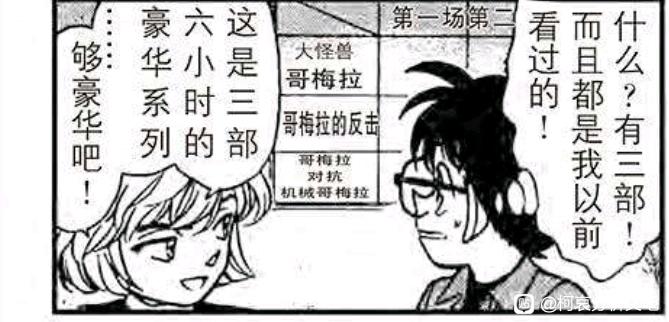 什么？有三部！
而且都是我以前
看过的！
第一场第二
大怪兽
哥梅拉
哥梅拉的反击
哥梅拉
对抗
机械哥梅拉
这是三部
六小时的
豪华系列
……
够豪华吧！